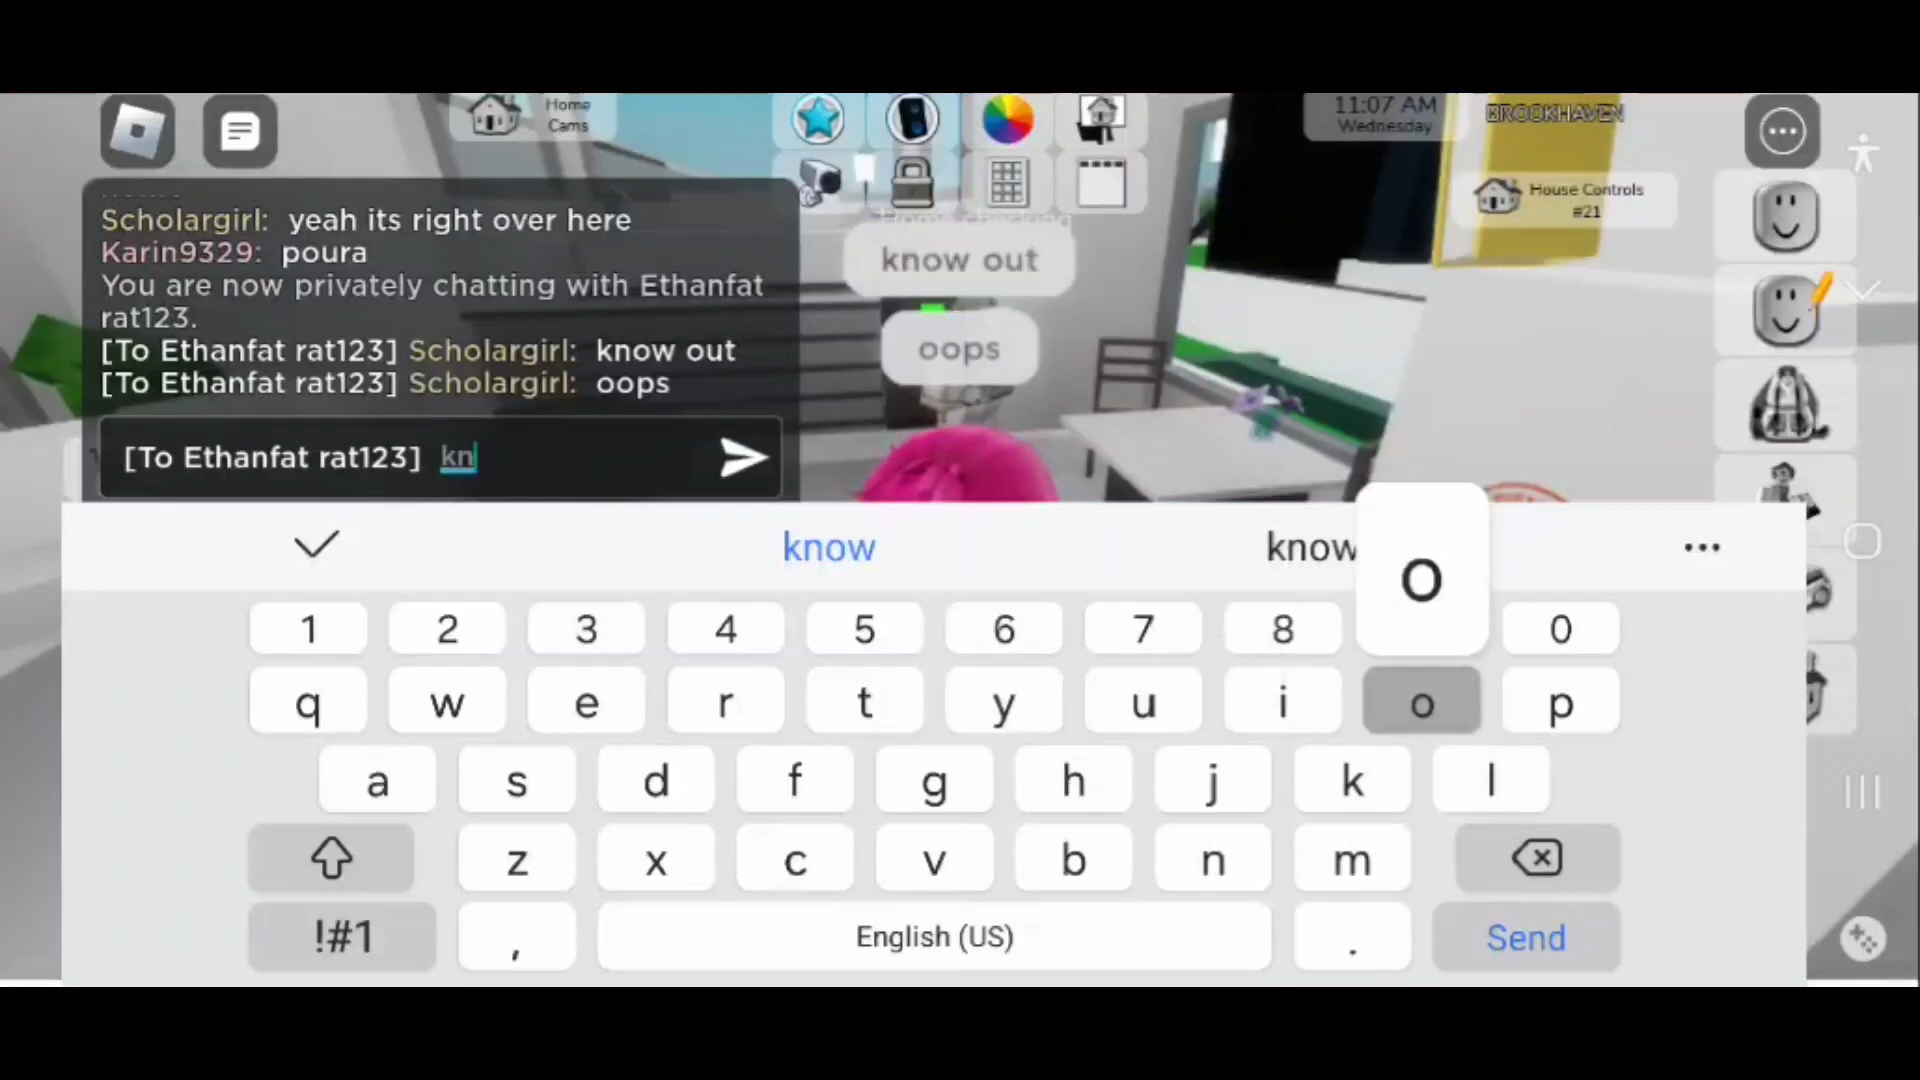 Home
Cams
11:07 AM
Wednesday
BROOKHAVEN
House Controls
#21
Scholargirl: yeah its right over here
Karin9329: poura
You are now privately chatting with Ethanfat
rat123.
[To Ethanfat rat123] Scholargirl: know out
[To Ethanfat rat123] Scholargirl: oops
know out
oops
[To Ethanfat rat123] kn
know
know
o
1 2 3 4 5 6 7 8 0
q w e r t y u i o p
a s d f g h j k l
z x c v b n m
!#1 , English (US) . Send